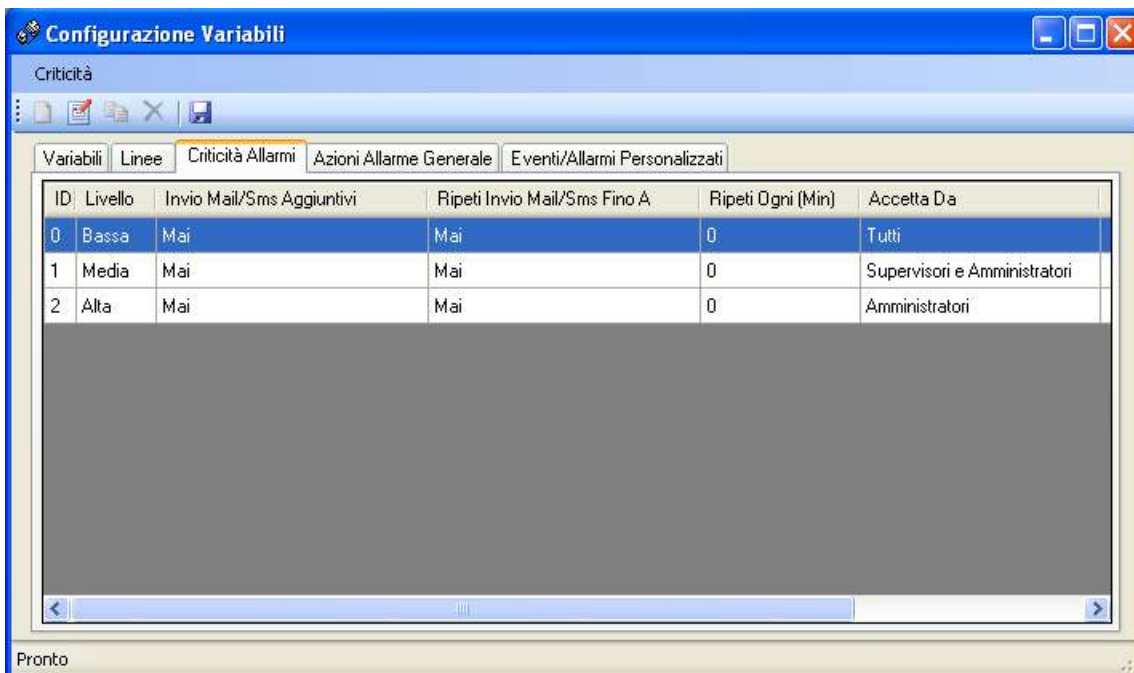 Configurazione Variabili
Criticità
Variabili Linee Criticità Allarmi Azioni Allarme Generale Eventi/Allarmi Personalizzati
ID Livello Invio Mail/Sms Aggiuntivi Ripeti Invio Mail/Sms Fino A Ripeti Ogni (Min) Accetta Da
0 Bassa Mai Mai 0 Tutti
1 Media Mai Mai 0 Supervisori e Amministratori
2 Alta Mai Mai 0 Amministratori
Pronto